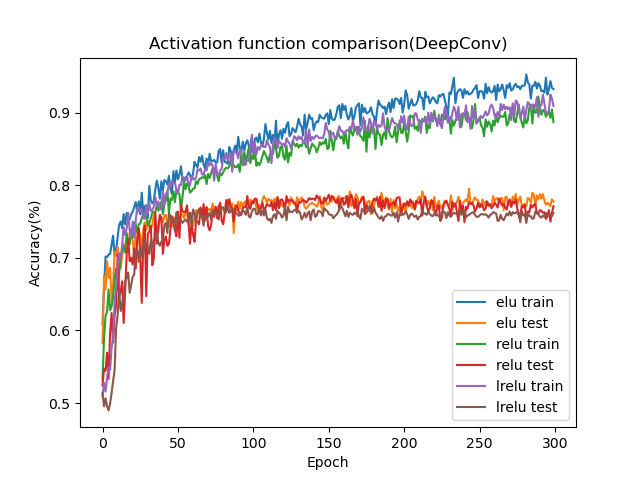 Activation function comparison(DeepConv)
Accuracy(%)
0.9
0.8
0.7
0.6
0.5
0 50 100 150 200 250 300
Epoch
elu train
elu test
relu train
relu test
lrelu train
lrelu test